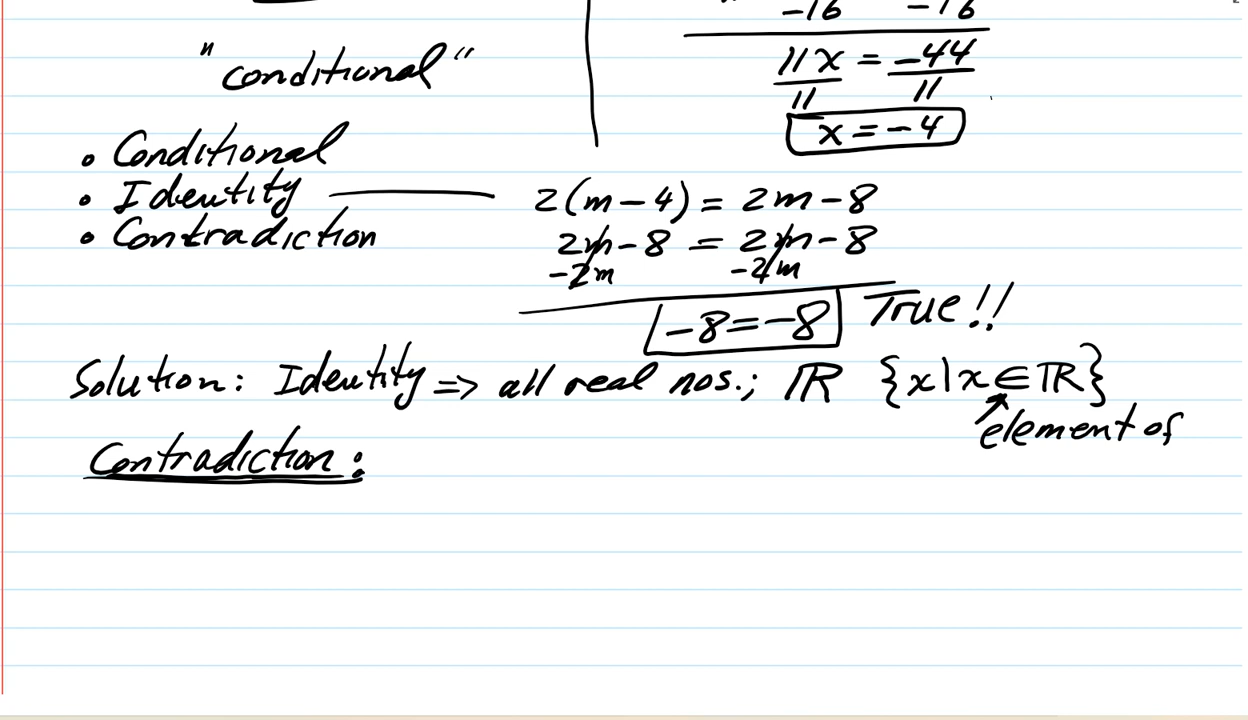 -16 -16
"conditional"
11x = -44
11 11
x = -4
• Conditional
• Identity
• Contradiction
2(m-4) = 2m-8
2m-8 = 2m-8
-2m -2m
-8=-8 True!!
Solution: Identity => all real nos.; ℝ {x|x∈ℝ}
element of
Contradiction: